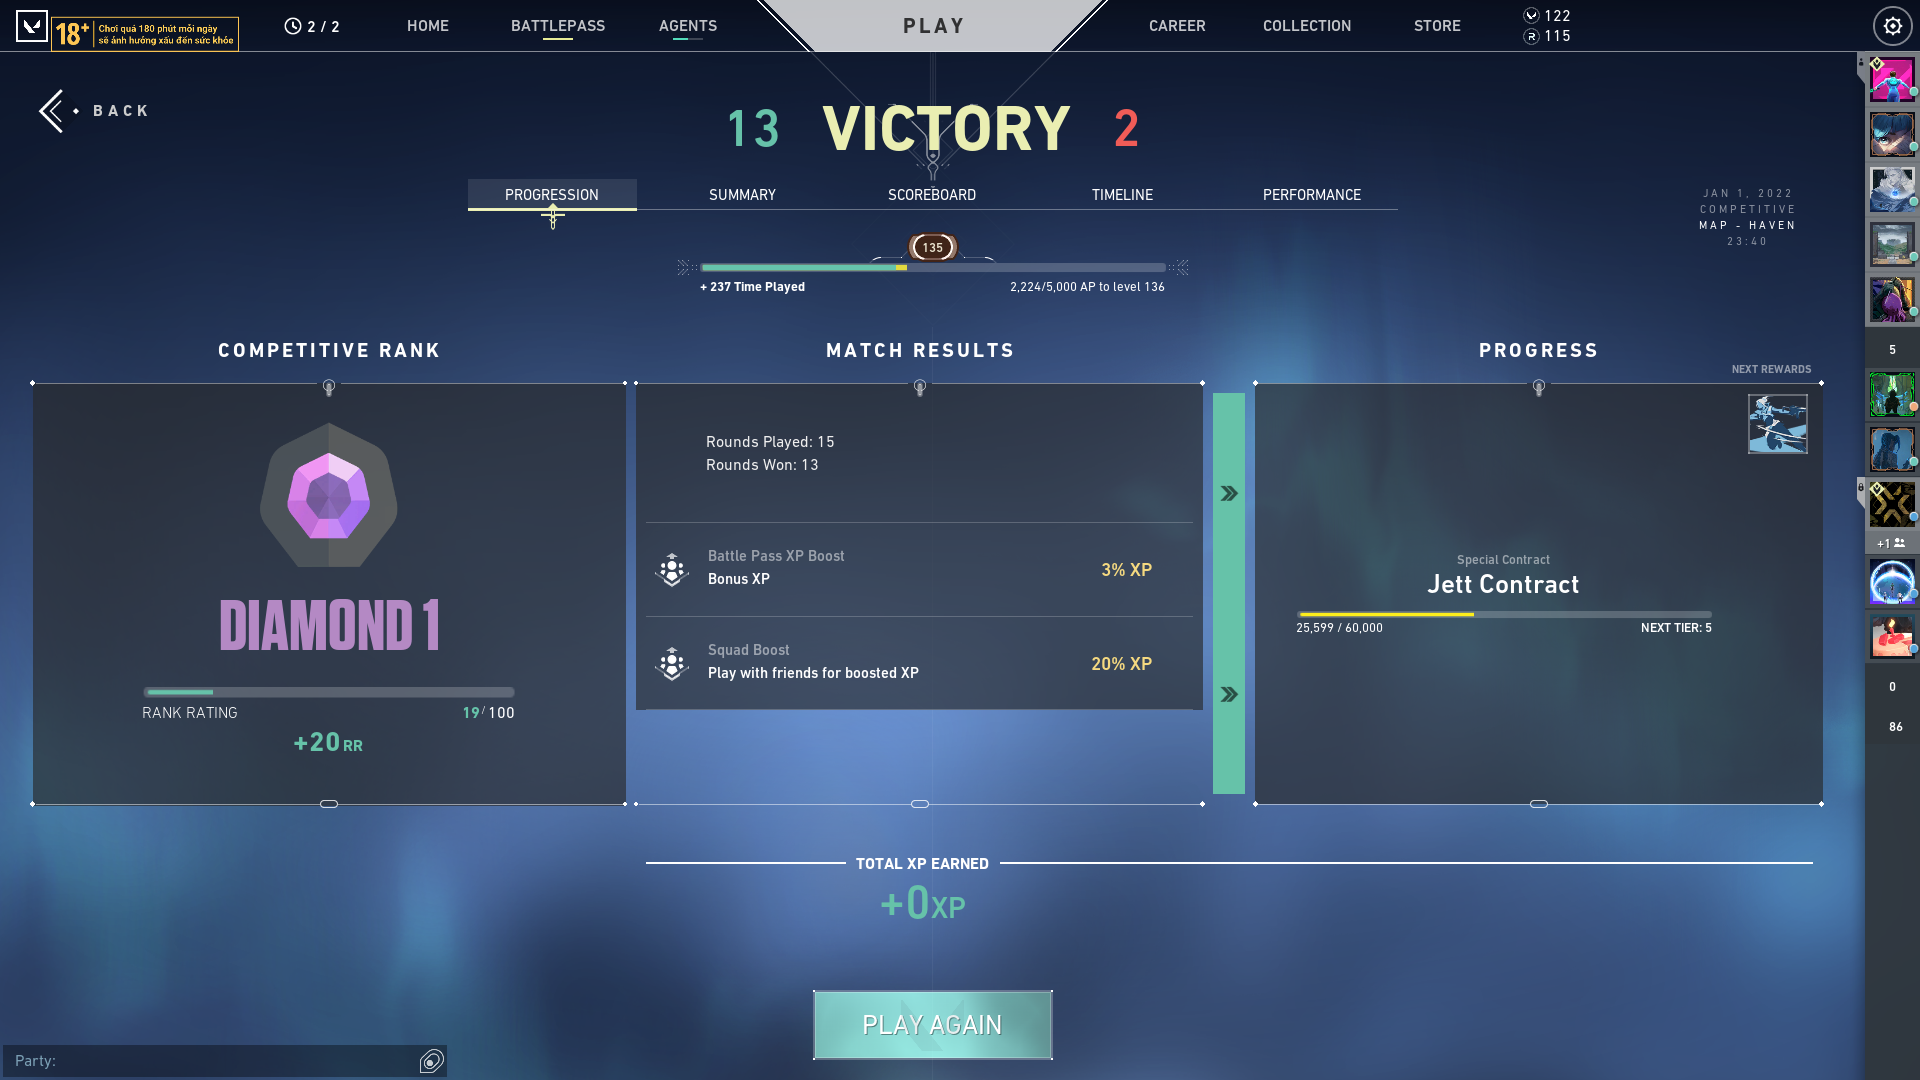 18+
Chơi quá 180 phút mỗi ngày
sẽ ảnh hưởng xấu đến sức khỏe
2 / 2
HOME
BATTLEPASS
AGENTS
PLAY
CAREER
COLLECTION
STORE
122
R 115
BACK
13 VICTORY 2
PROGRESSION
SUMMARY
SCOREBOARD
TIMELINE
PERFORMANCE
JAN 1, 2022
COMPETITIVE
MAP - HAVEN
23:40
135
+ 237 Time Played
2,224/5,000 AP to level 136
COMPETITIVE RANK
DIAMOND 1
RANK RATING
19/100
+20 RR
MATCH RESULTS
Rounds Played: 15
Rounds Won: 13
Battle Pass XP Boost
Bonus XP
3% XP
Squad Boost
Play with friends for boosted XP
20% XP
PROGRESS
NEXT REWARDS
Special Contract
Jett Contract
25,599 / 60,000
NEXT TIER: 5
TOTAL XP EARNED
+0XP
PLAY AGAIN
Party:
5
+1
0
86